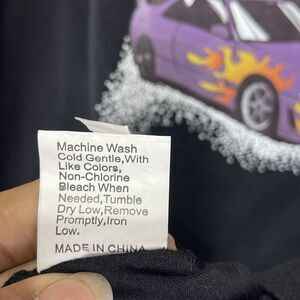 Machine Wash
Cold Gentle,With
Like Colors,
Non-Chlorine
Bleach When
Needed,Tumble
Dry Low,Remove
Promptly,Iron
Low.
MADE IN CHINA